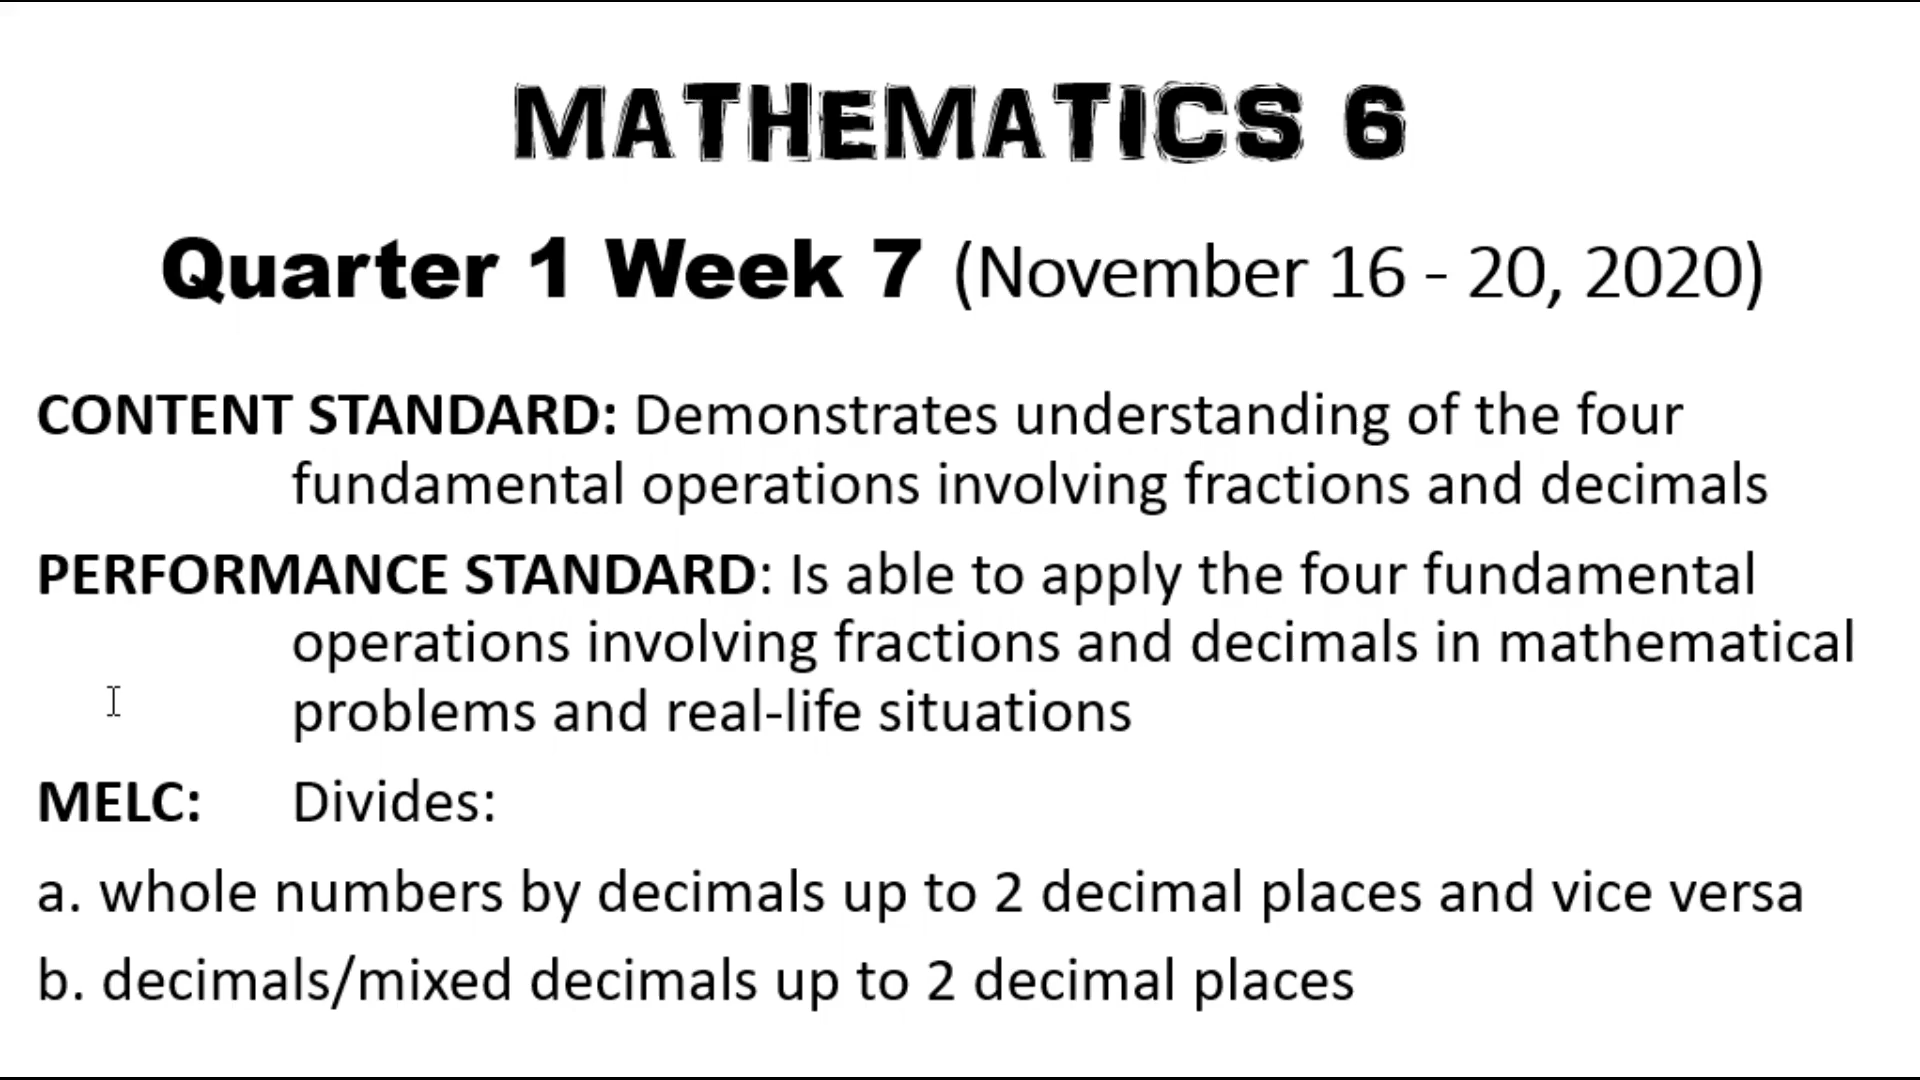 MATHEMATICS 6
Quarter 1 Week 7 (November 16 - 20, 2020)
CONTENT STANDARD: Demonstrates understanding of the four
fundamental operations involving fractions and decimals
PERFORMANCE STANDARD: Is able to apply the four fundamental
operations involving fractions and decimals in mathematical
problems and real-life situations
MELC: Divides:
a. whole numbers by decimals up to 2 decimal places and vice versa
b. decimals/mixed decimals up to 2 decimal places